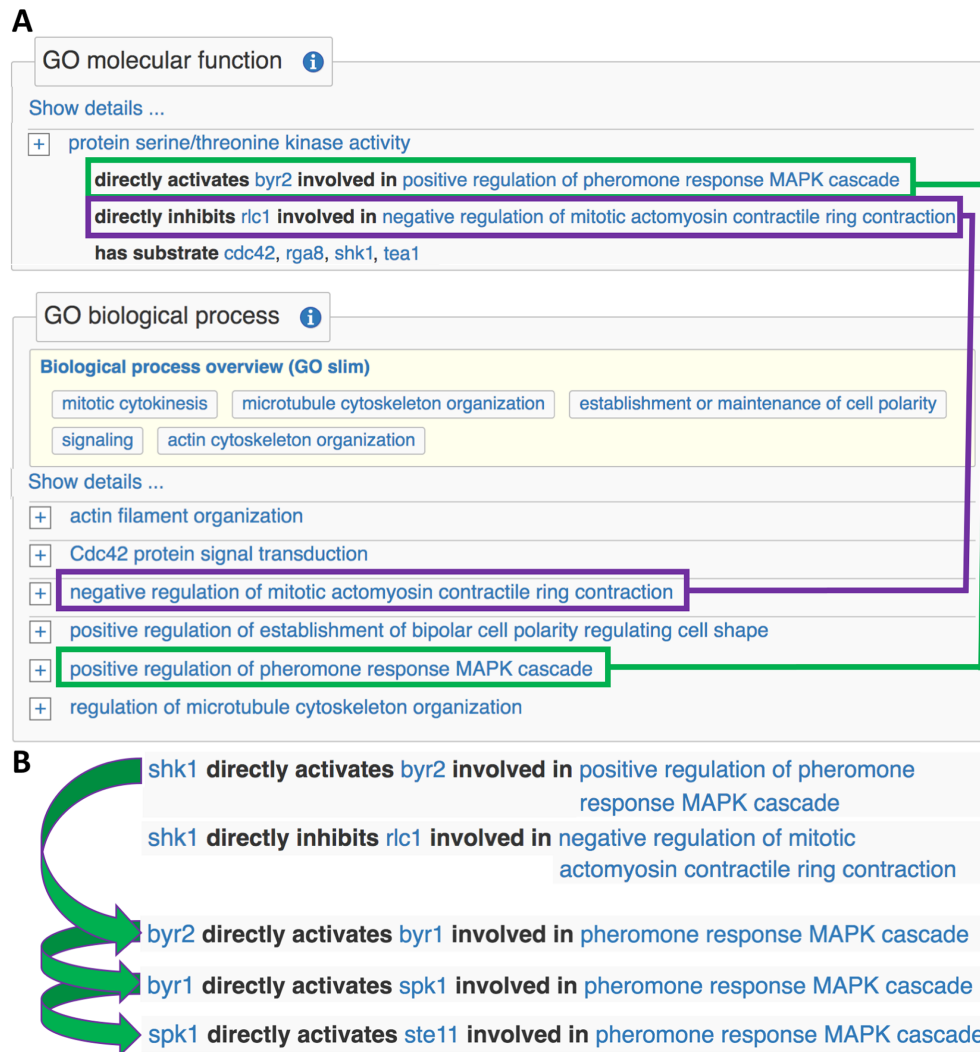 A
GO molecular function i
Show details ...
+ protein serine/threonine kinase activity
directly activates byr2 involved in positive regulation of pheromone response MAPK cascade
directly inhibits rlc1 involved in negative regulation of mitotic actomyosin contractile ring contraction
has substrate cdc42, rga8, shk1, tea1
GO biological process i
Biological process overview (GO slim)
mitotic cytokinesis microtubule cytoskeleton organization establishment or maintenance of cell polarity
signaling actin cytoskeleton organization
Show details ...
+ actin filament organization
+ Cdc42 protein signal transduction
+ negative regulation of mitotic actomyosin contractile ring contraction
+ positive regulation of establishment of bipolar cell polarity regulating cell shape
+ positive regulation of pheromone response MAPK cascade
+ regulation of microtubule cytoskeleton organization
B
shk1 directly activates byr2 involved in positive regulation of pheromone
response MAPK cascade
shk1 directly inhibits rlc1 involved in negative regulation of mitotic
actomyosin contractile ring contraction
byr2 directly activates byr1 involved in pheromone response MAPK cascade
byr1 directly activates spk1 involved in pheromone response MAPK cascade
spk1 directly activates ste11 involved in pheromone response MAPK cascade